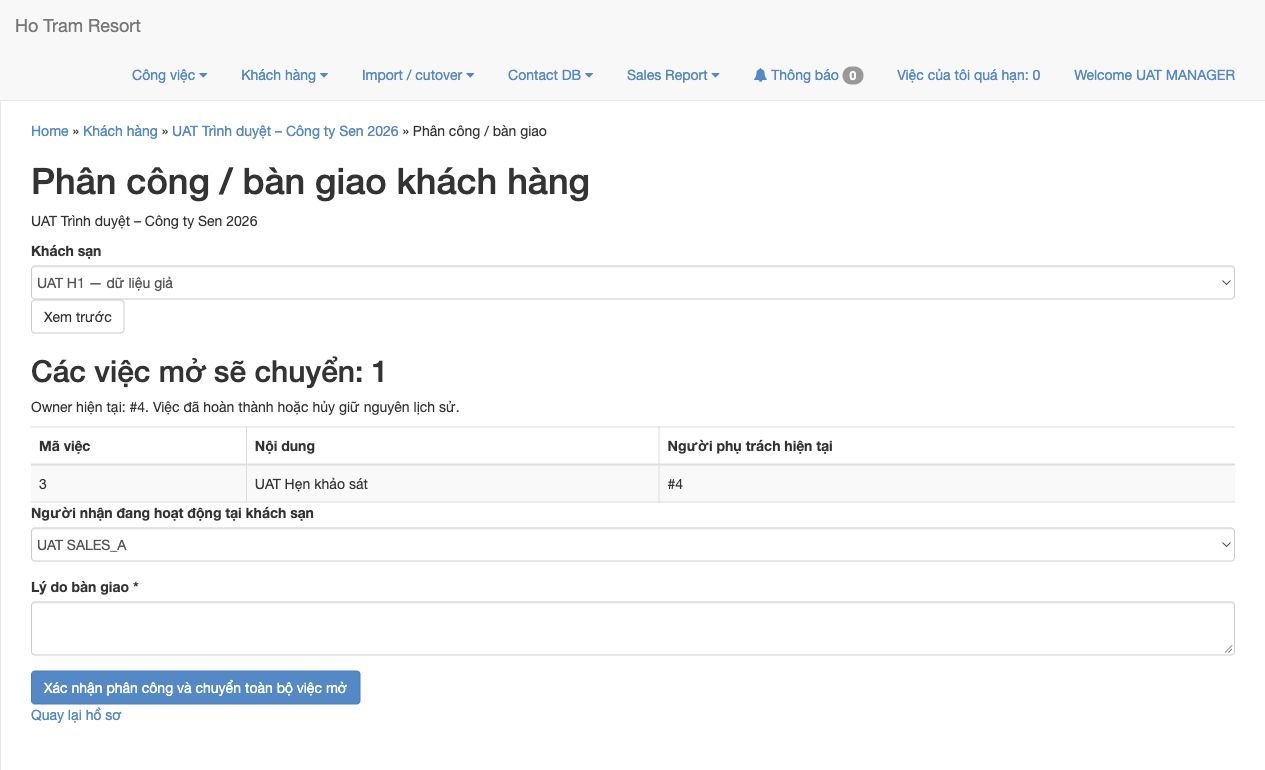 Ho Tram Resort
Công việc Khách hàng Import / cutover Contact DB Sales Report Thông báo 0 Việc của tôi quá hạn: 0 Welcome UAT MANAGER
Home » Khách hàng » UAT Trình duyệt – Công ty Sen 2026 » Phân công / bàn giao
Phân công / bàn giao khách hàng
UAT Trình duyệt – Công ty Sen 2026
Khách sạn
UAT H1 — dữ liệu giả
Xem trước
Các việc mở sẽ chuyển: 1
Owner hiện tại: #4. Việc đã hoàn thành hoặc hủy giữ nguyên lịch sử.
Mã việc Nội dung Người phụ trách hiện tại
3 UAT Hẹn khảo sát #4
Người nhận đang hoạt động tại khách sạn
UAT SALES_A
Lý do bàn giao *
Xác nhận phân công và chuyển toàn bộ việc mở
Quay lại hồ sơ